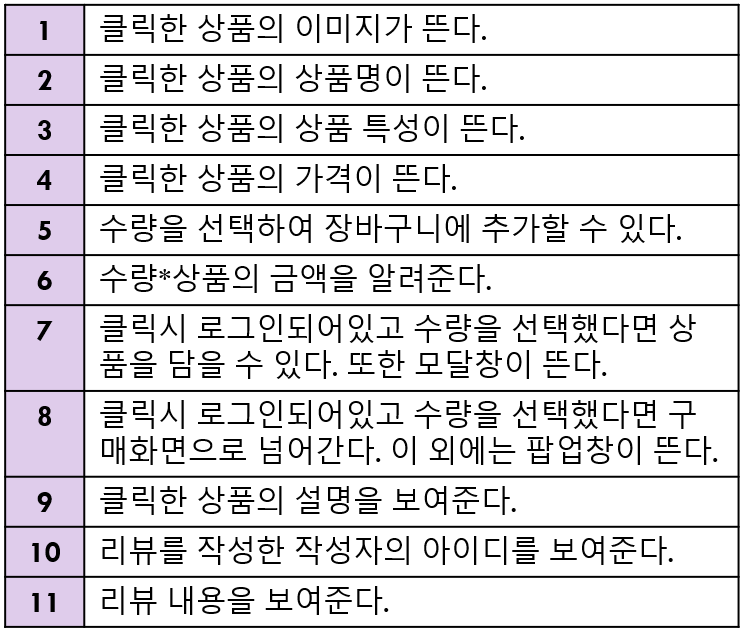 1 클릭한 상품의 이미지가 뜬다.
2 클릭한 상품의 상품명이 뜬다.
3 클릭한 상품의 상품 특성이 뜬다.
4 클릭한 상품의 가격이 뜬다.
5 수량을 선택하여 장바구니에 추가할 수 있다.
6 수량*상품의 금액을 알려준다.
7 클릭시 로그인되어있고 수량을 선택했다면 상
품을 담을 수 있다. 또한 모달창이 뜬다.
8 클릭시 로그인되어있고 수량을 선택했다면 구
매화면으로 넘어간다. 이 외에는 팝업창이 뜬다.
9 클릭한 상품의 설명을 보여준다.
10 리뷰를 작성한 작성자의 아이디를 보여준다.
11 리뷰 내용을 보여준다.